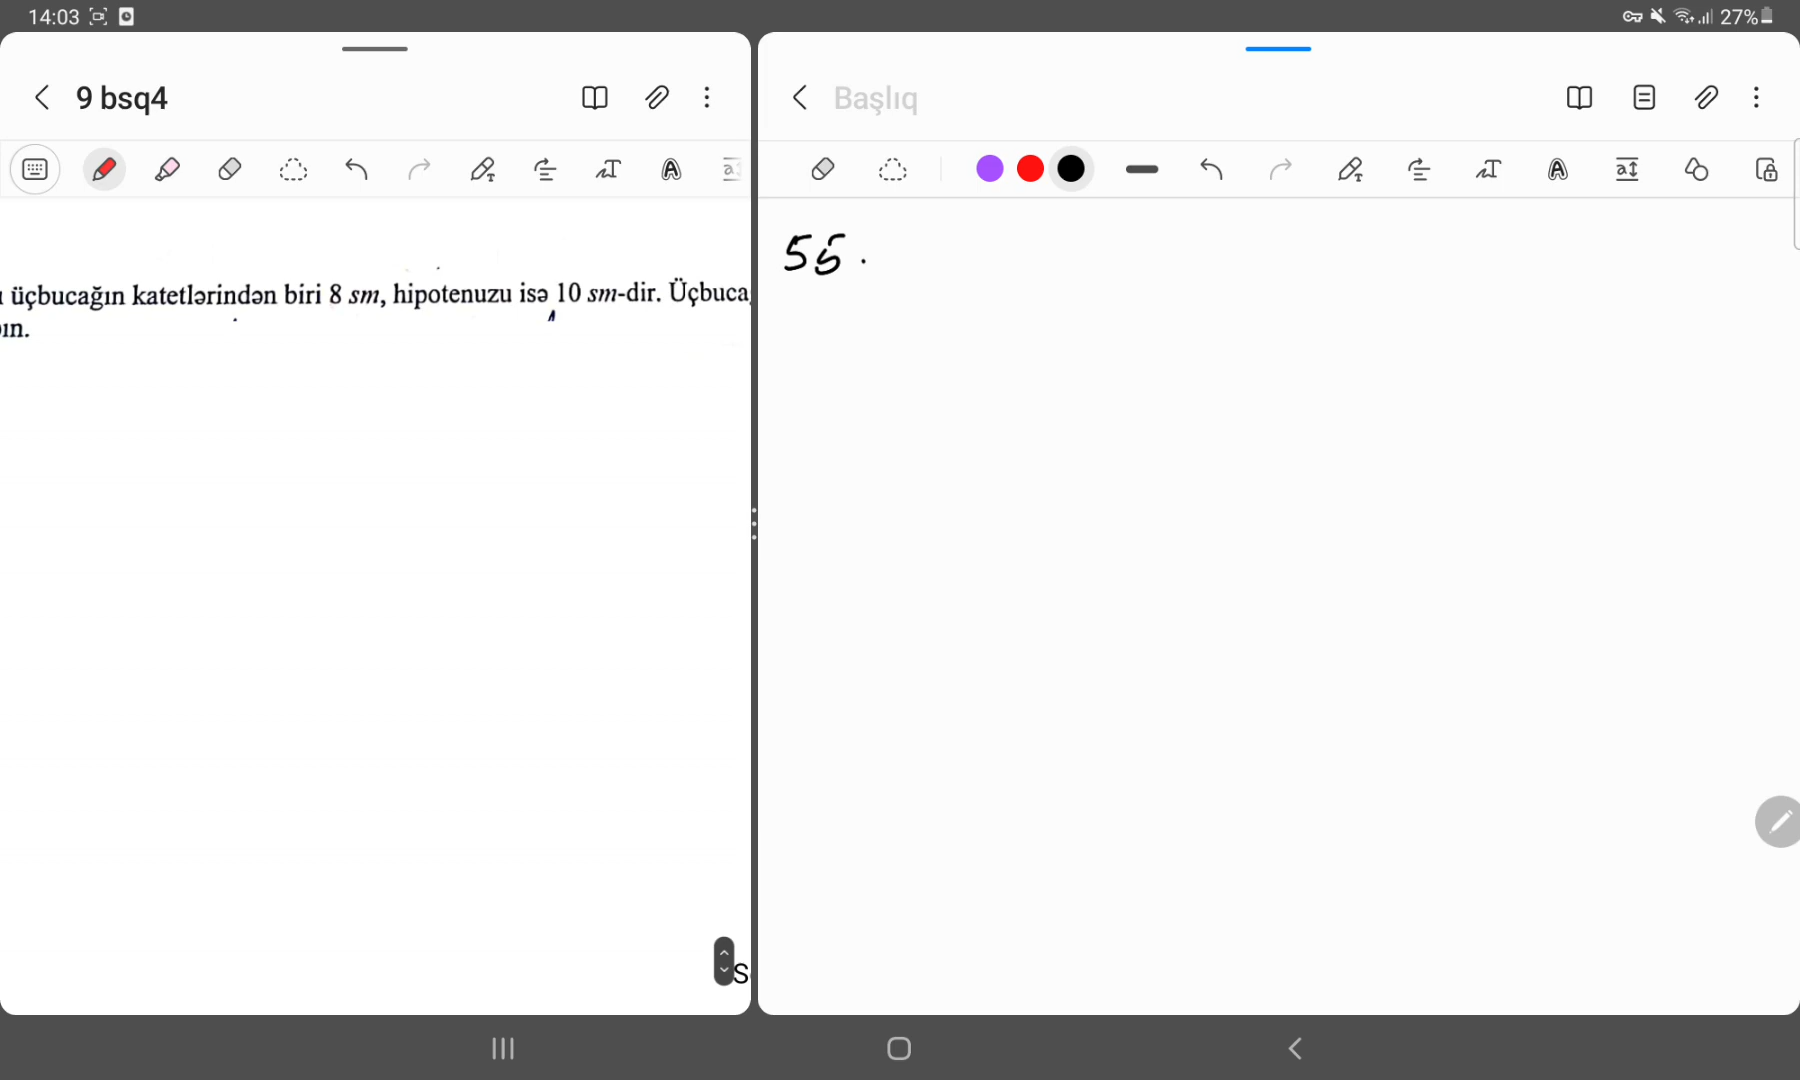 14:03
27%
9 bsq4
Başlıq
üçbucağın katetlərindən biri 8 sm, hipotenuzu isə 10 sm-dir. Üçbuca
ın.
55.
S